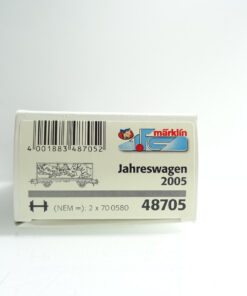 märklin
4 001883 487052
Jahreswagen
2005
(NEM =): 2 x 70 0580
48705